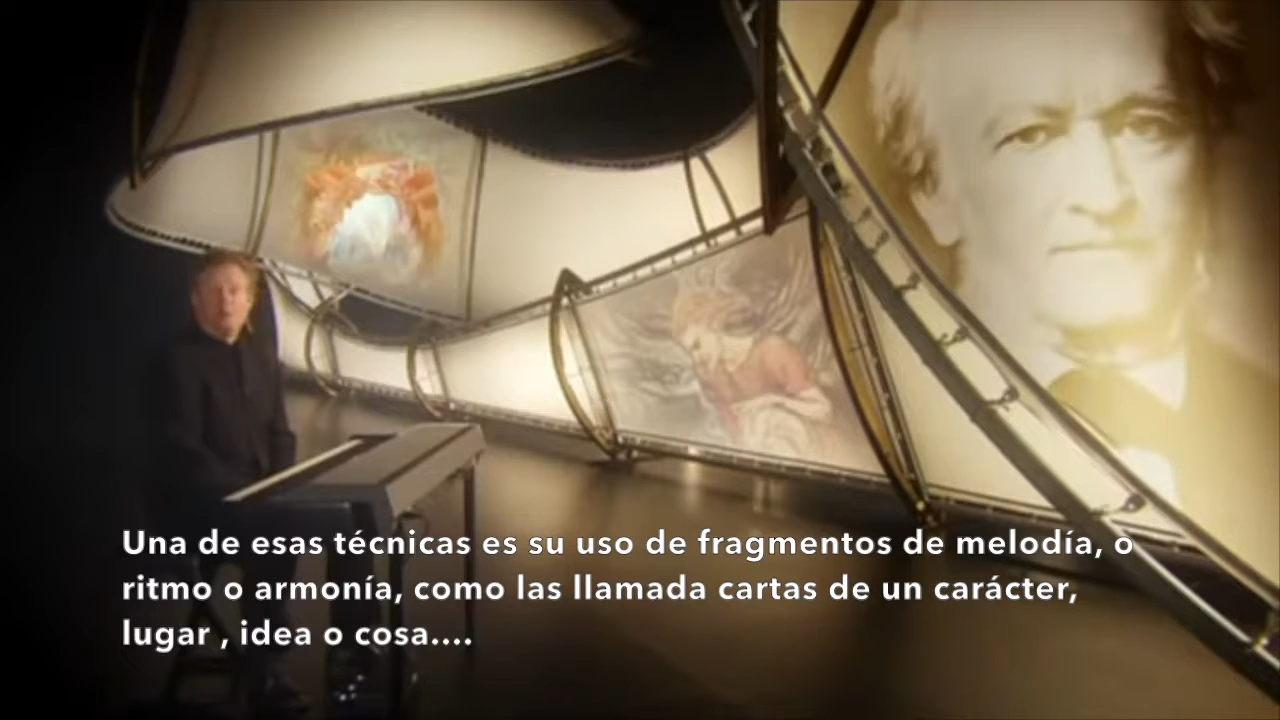 Una de esas técnicas es su uso de fragmentos de melodía, o
ritmo o armonía, como las llamada cartas de un carácter,
lugar , idea o cosa....